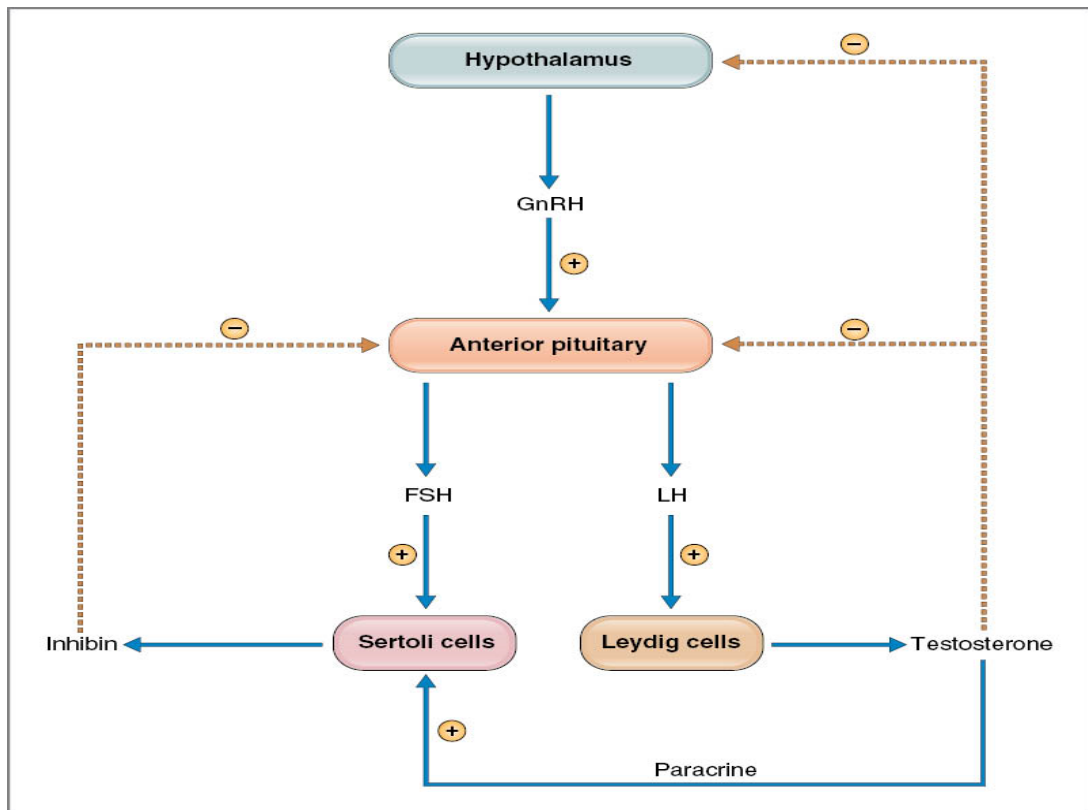 Hypothalamus
−
GnRH
+
−
−
Anterior pituitary
FSH
LH
+
+
Inhibin
Sertoli cells
Leydig cells
Testosterone
+
Paracrine